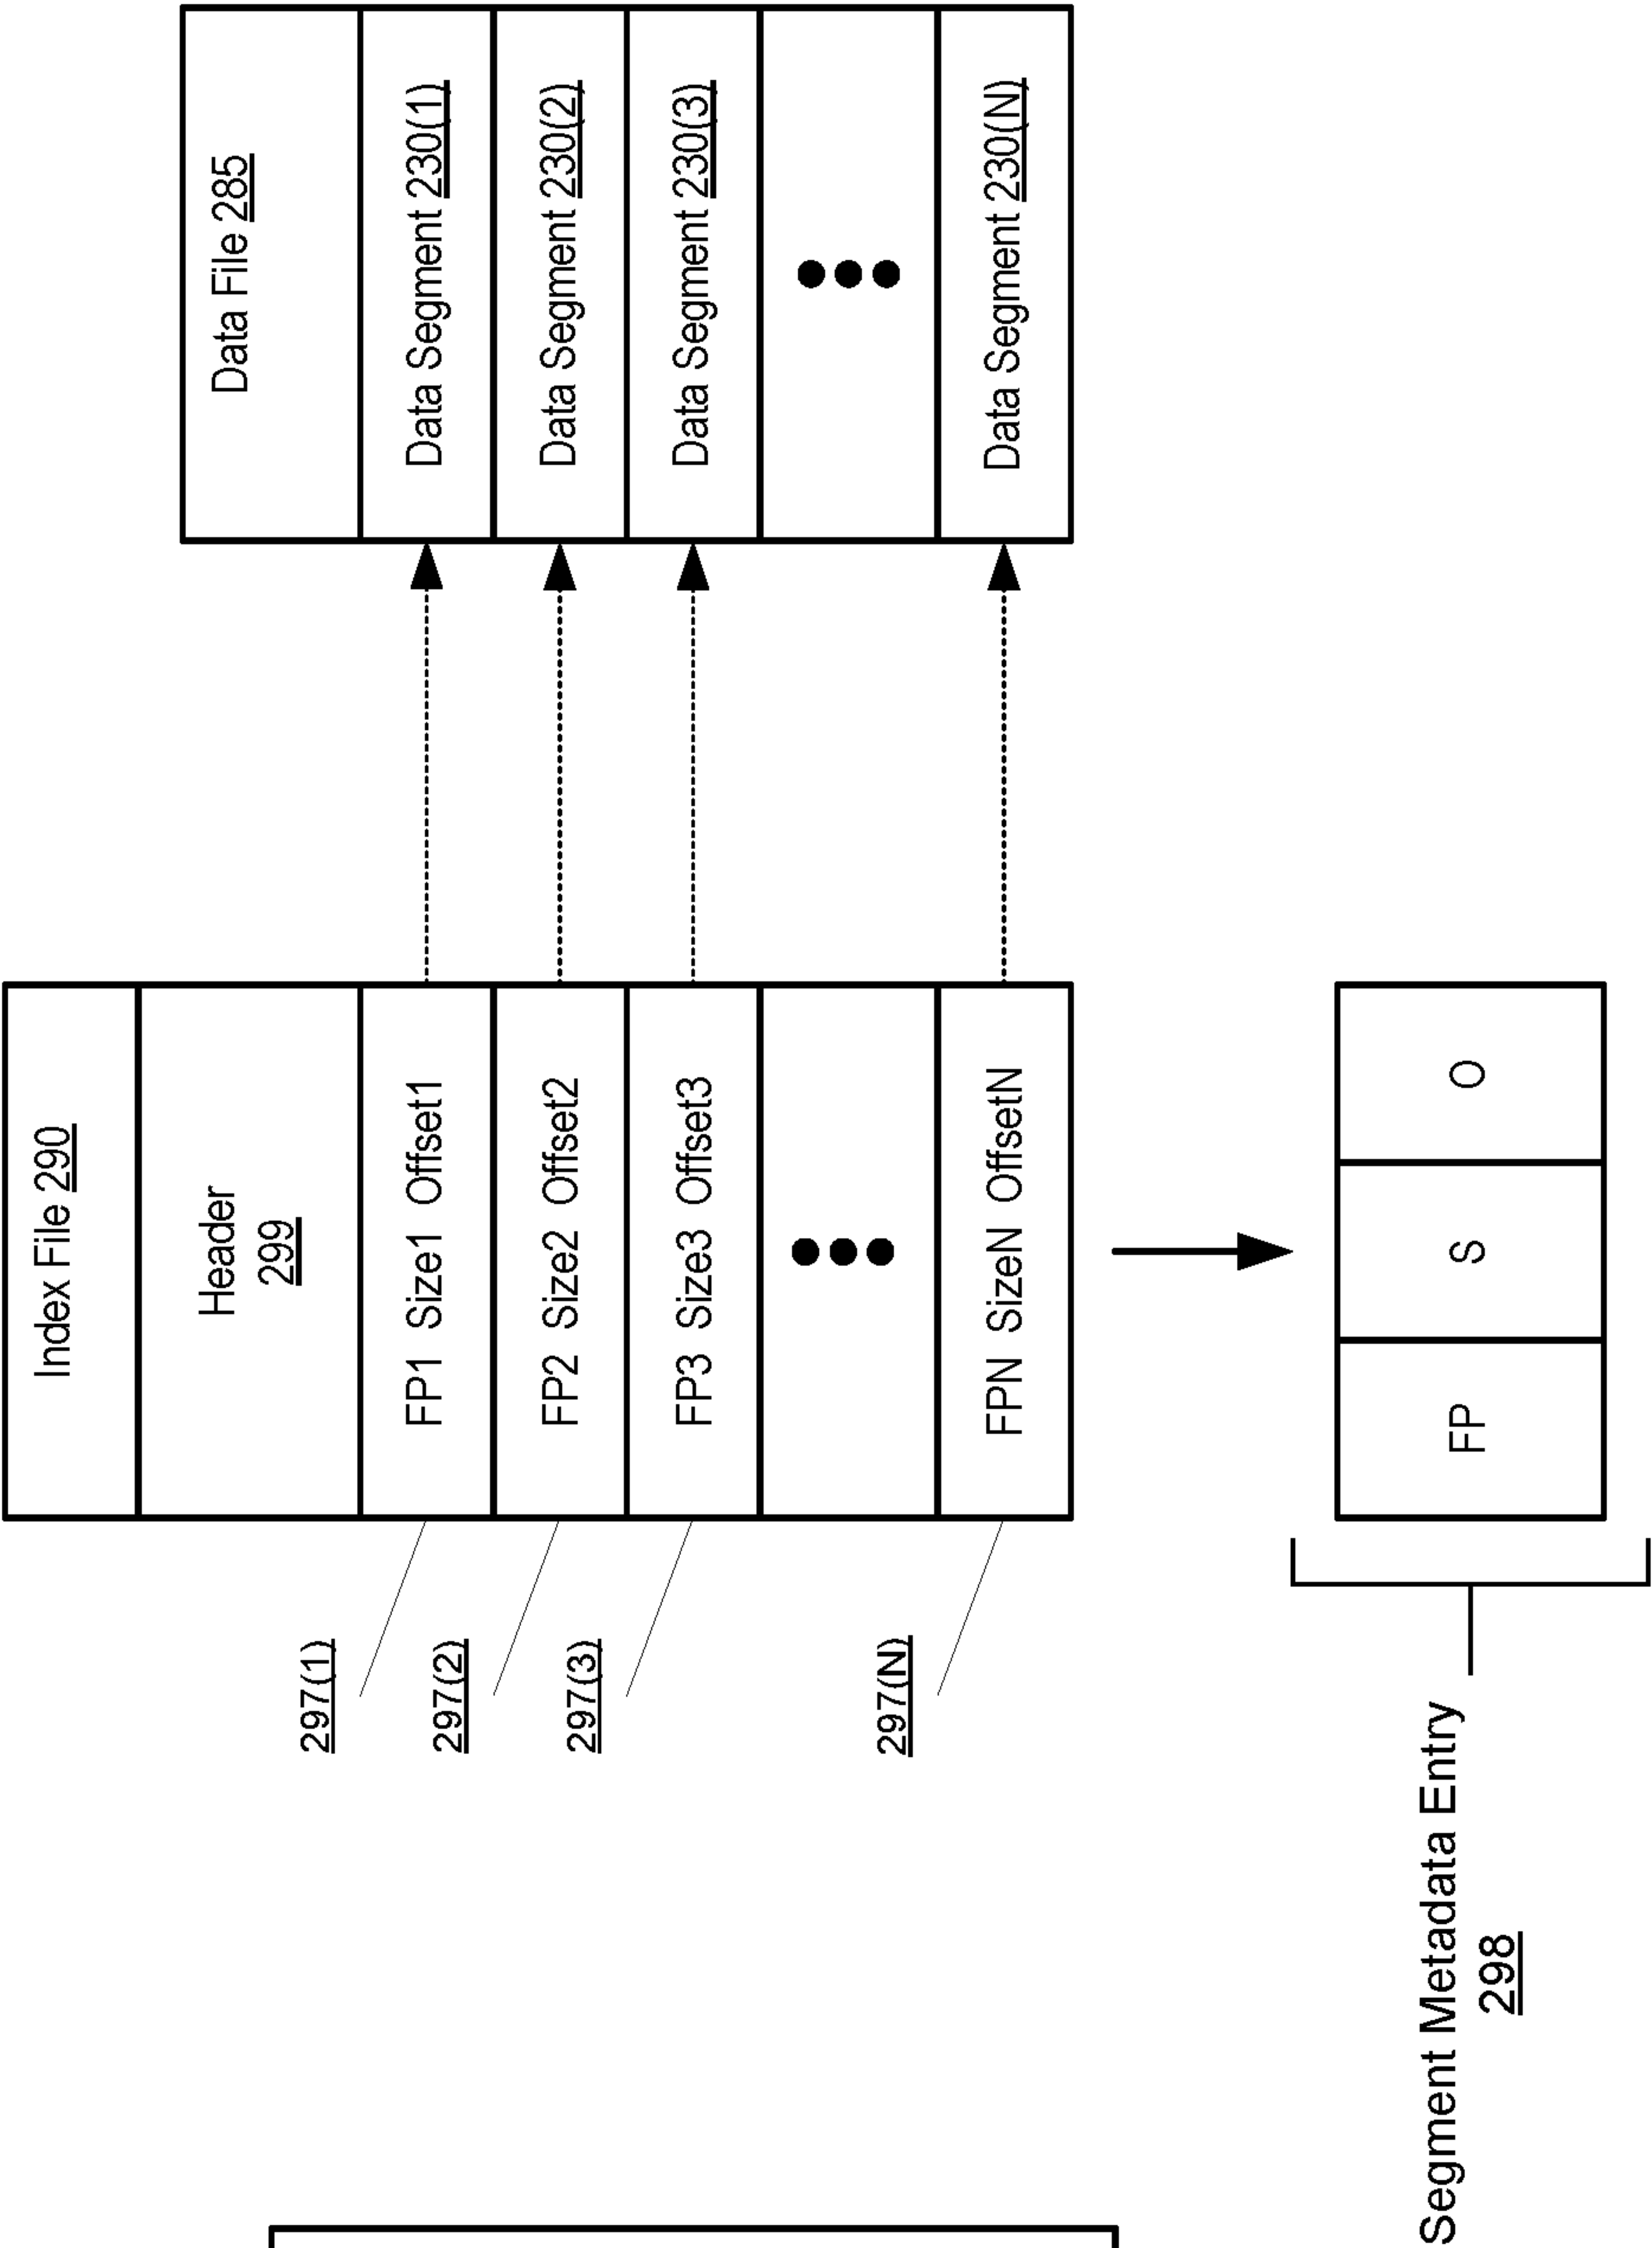 Index File 290
Header
299
297(1)
FP1 Size1 Offset1
297(2)
FP2 Size2 Offset2
297(3)
FP3 Size3 Offset3
297(N)
FPN SizeN OffsetN
Data File 285
Data Segment 230(1)
Data Segment 230(2)
Data Segment 230(3)
Data Segment 230(N)
Segment Metadata Entry
298
FP
S
O